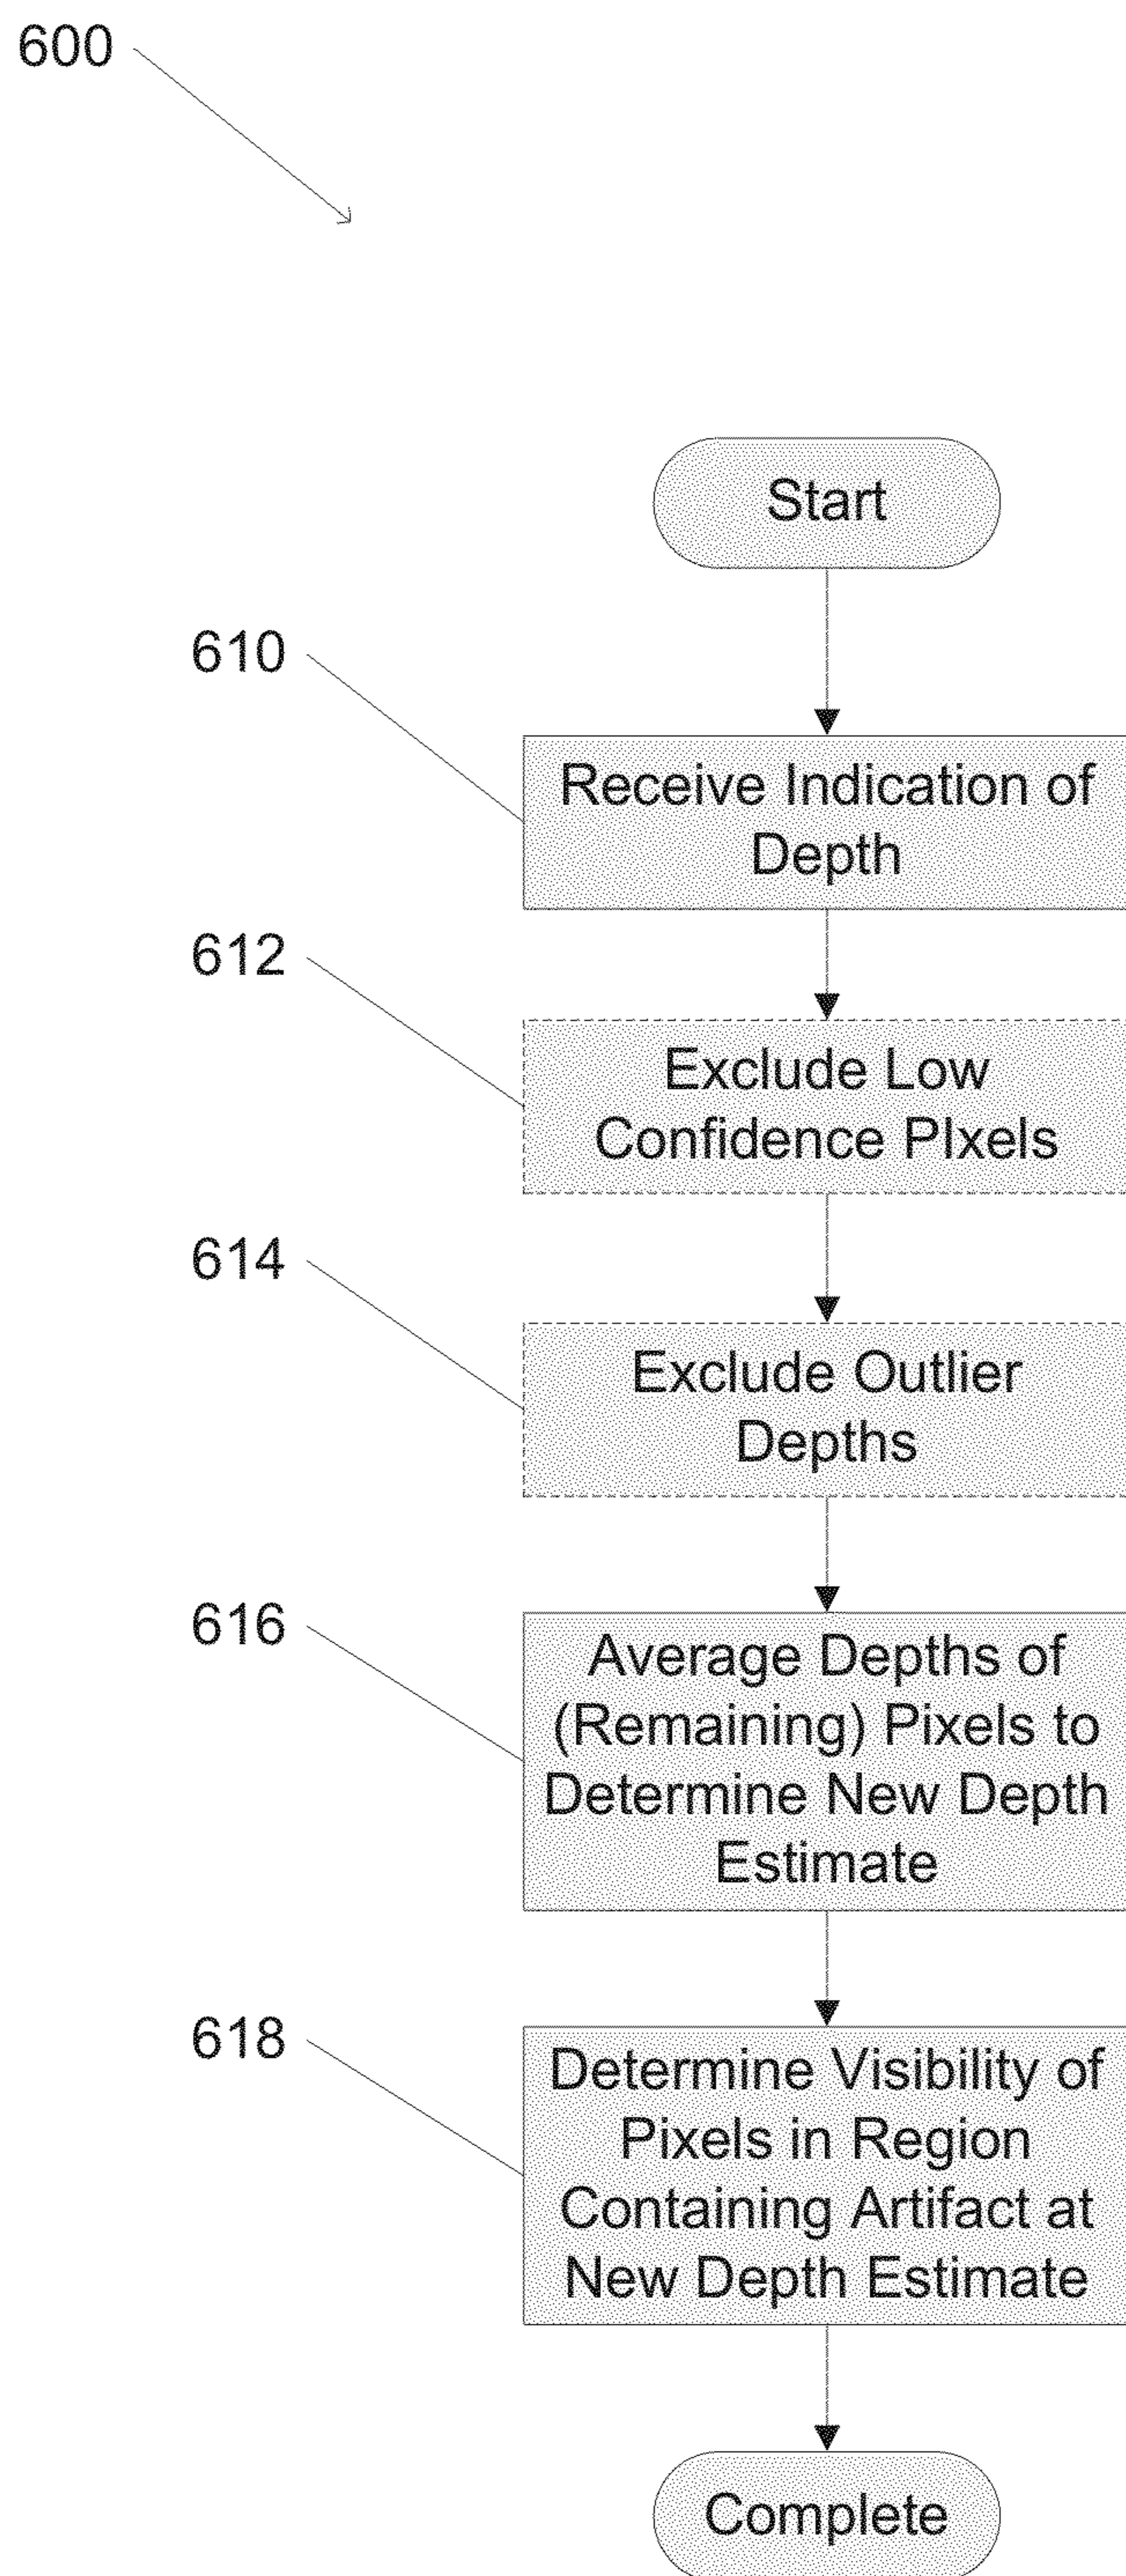 600
Start
610
Receive Indication of
Depth
612
Exclude Low
Confidence PIxels
614
Exclude Outlier
Depths
616
Average Depths of
(Remaining) Pixels to
Determine New Depth
Estimate
618
Determine Visibility of
Pixels in Region
Containing Artifact at
New Depth Estimate
Complete